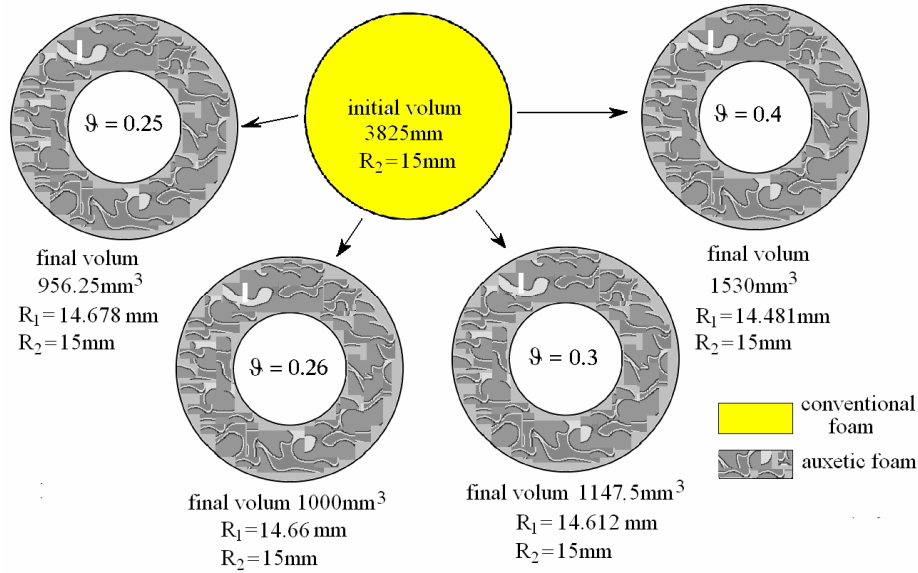 ϑ = 0.25
initial volum
3825mm
R₂=15mm
ϑ = 0.4
final volum
956.25mm³
R₁=14.678 mm
R₂=15mm
final volum
1530mm³
R₁=14.481mm
R₂=15mm
ϑ = 0.26
ϑ = 0.3
final volum 1000mm³
R₁=14.66 mm
R₂=15mm
final volum 1147.5mm³
R₁=14.612 mm
R₂=15mm
conventional
foam
auxetic foam